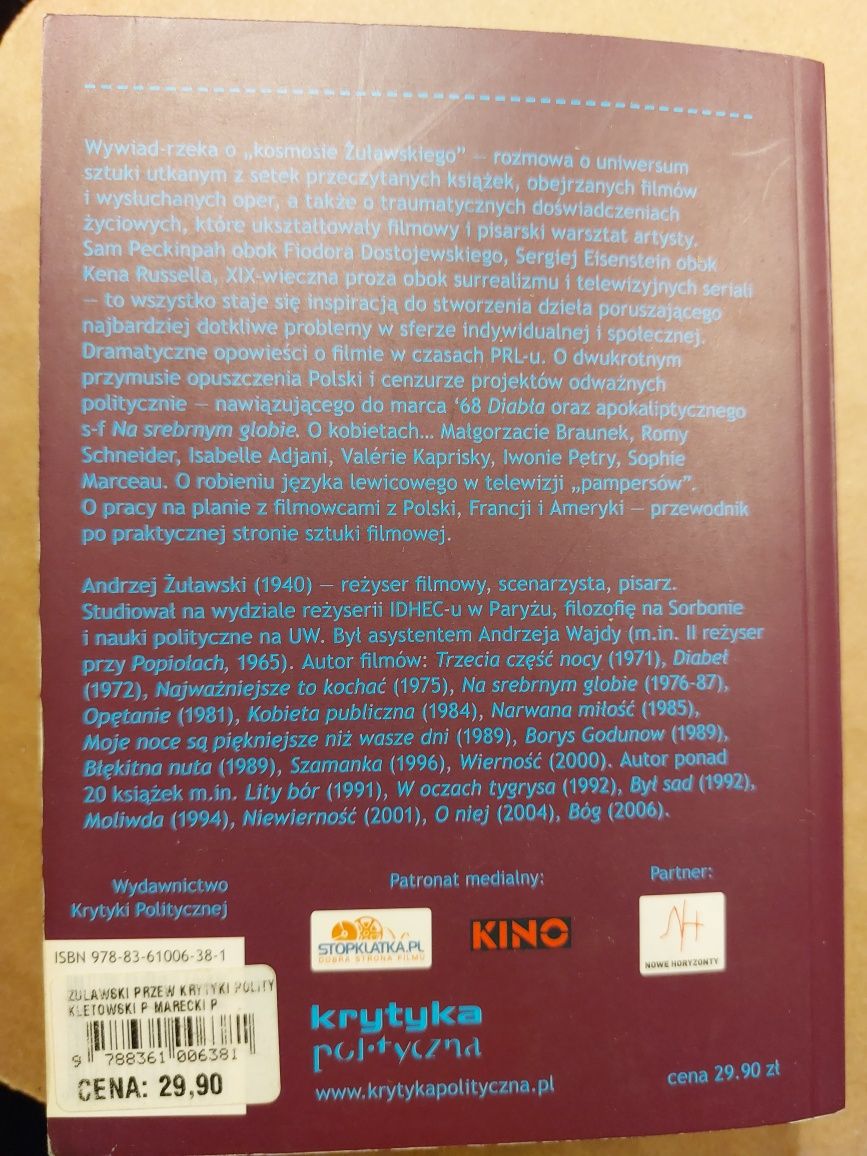 Wywiad-rzeka o „kosmosie Żuławskiego” — rozmowa o uniwersum
sztuki utkanym z setek przeczytanych książek, obejrzanych filmów
i wysłuchanych oper, a także o traumatycznych doświadczeniach
życiowych, które ukształtowały filmowy i pisarski warsztat artysty.
Sam Peckinpah obok Fiodora Dostojewskiego, Sergiej Eisenstein obok
Kena Russella, XIX-wieczna proza obok surrealizmu i telewizyjnych seriali
— to wszystko staje się inspiracją do stworzenia dzieła poruszającego
najbardziej dotkliwe problemy w sferze indywidualnej i społecznej.
Dramatyczne opowieści o filmie w czasach PRL-u. O dwukrotnym
przymusie opuszczenia Polski i cenzurze projektów odważnych
politycznie — nawiązującego do marca ‘68 Diabła oraz apokaliptycznego
s-f Na srebrnym globie. O kobietach… Małgorzacie Braunek, Romy
Schneider, Isabelle Adjani, Valérie Kaprisky, Iwonie Petry, Sophie
Marceau. O robieniu języka lewicowego w telewizji „pampersów”.
O pracy na planie z filmowcami z Polski, Francji i Ameryki — przewodnik
po praktycznej stronie sztuki filmowej.
Andrzej Żuławski (1940) — reżyser filmowy, scenarzysta, pisarz.
Studiował na wydziale reżyserii IDHEC-u w Paryżu, filozofię na Sorbonie
i nauki polityczne na UW. Był asystentem Andrzeja Wajdy (m.in. II reżyser
przy Popiołach, 1965). Autor filmów: Trzecia część nocy (1971), Diabeł
(1972), Najważniejsze to kochać (1975), Na srebrnym globie (1976-87),
Opętanie (1981), Kobieta publiczna (1984), Narwana miłość (1985),
Moje noce są piękniejsze niż wasze dni (1989), Borys Godunow (1989),
Błękitna nuta (1989), Szamanka (1996), Wierność (2000). Autor ponad
20 książek m.in. Lity bór (1991), W oczach tygrysa (1992), Był sad (1992),
Moliwda (1994), Niewierność (2001), O niej (2004), Bóg (2006).
Wydawnictwo
Krytyki Politycznej
Patronat medialny:
Partner:
STOPKLATKA.PL
DOBRA STRONA FILMU
KINO
NH
NOWE HORYZONTY
ISBN 978-83-61006-38-1
ŻUŁAWSKI PRZEW KRYTYKI POLITY
KLETOWSKI P MARECKI P
9 788361 006381
CENA: 29,90
krytyka
polityczna
www.krytykapolityczna.pl
cena 29.90 zł